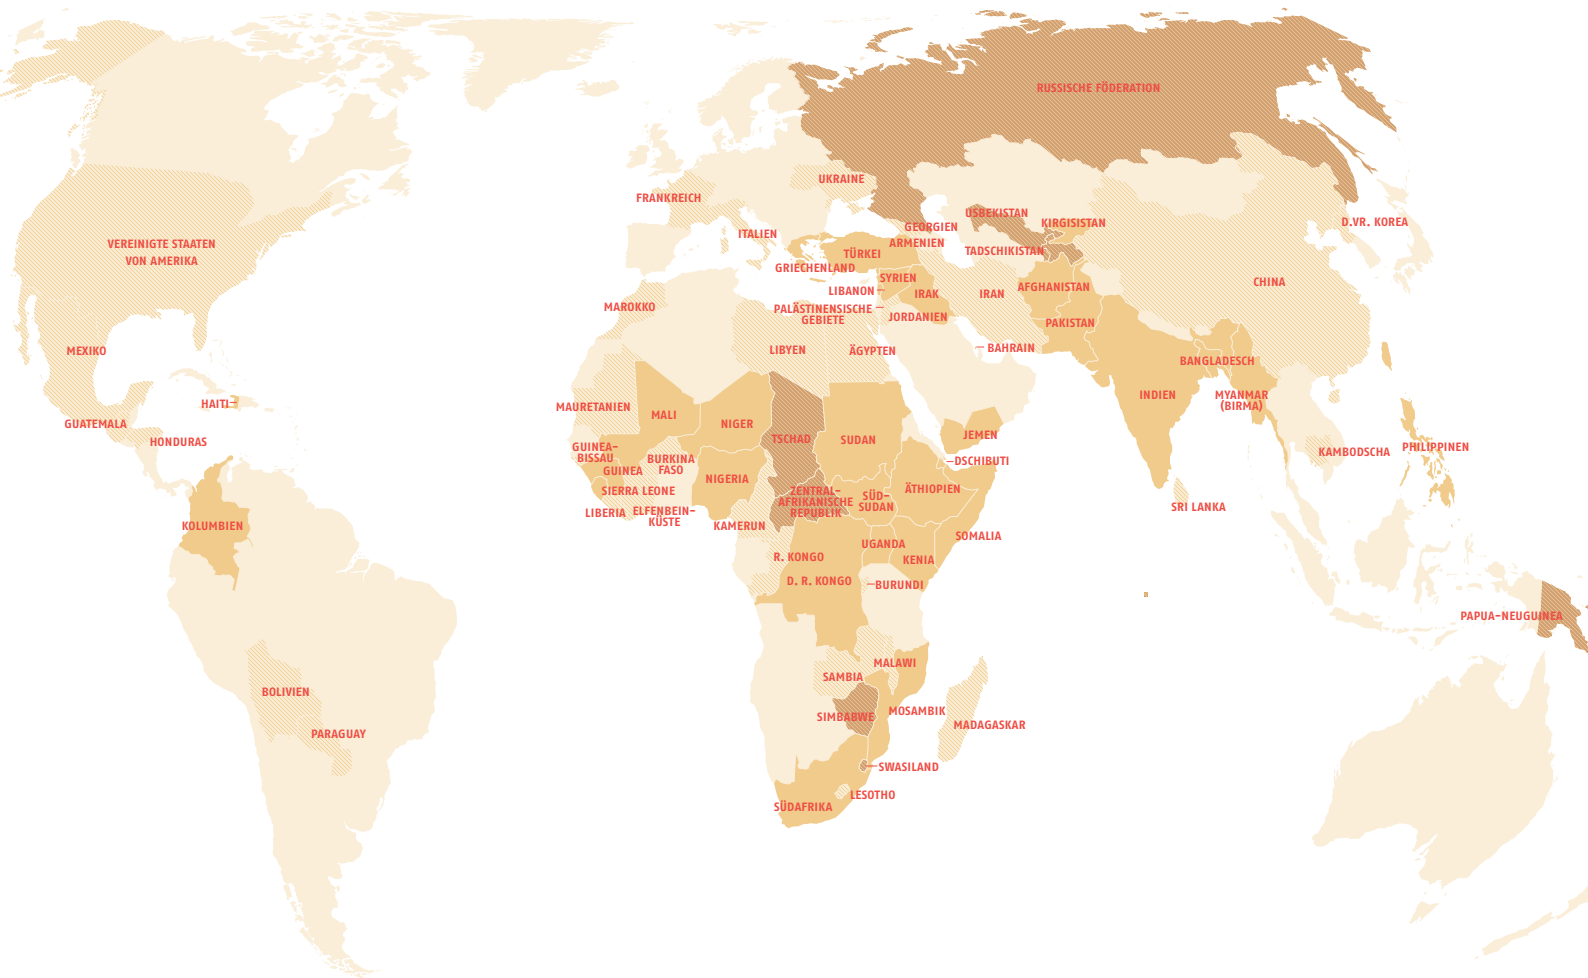 RUSSISCHE FÖDERATION
UKRAINE
FRANKREICH
USBEKISTAN
KIRGISISTAN
D.VR. KOREA
GEORGIEN
ITALIEN
ARMENIEN
VEREINIGTE STAATEN
VON AMERIKA
TÜRKEI
TADSCHIKISTAN
GRIECHENLAND
SYRIEN
CHINA
LIBANON
IRAK
IRAN
AFGHANISTAN
MAROKKO
PALÄSTINENSISCHE
GEBIETE
JORDANIEN
PAKISTAN
MEXIKO
LIBYEN
ÄGYPTEN
BAHRAIN
BANGLADESCH
INDIEN
MYANMAR
(BIRMA)
HAITI
MAURETANIEN
MALI
NIGER
GUATEMALA
HONDURAS
TSCHAD
SUDAN
JEMEN
GUINEA-
BISSAU
BURKINA
FASO
GUINEA
DSCHIBUTI
KAMBODSCHA
PHILIPPINEN
NIGERIA
SIERRA LEONE
ZENTRAL-
AFRIKANISCHE
REPUBLIK
SÜD-
SUDAN
ÄTHIOPIEN
SRI LANKA
LIBERIA
ELFENBEIN-
KÜSTE
KAMERUN
KOLUMBIEN
SOMALIA
UGANDA
R. KONGO
KENIA
D. R. KONGO
BURUNDI
PAPUA-NEUGUINEA
MALAWI
SAMBIA
BOLIVIEN
SIMBABWE
MOSAMBIK
MADAGASKAR
PARAGUAY
SWASILAND
LESOTHO
SÜDAFRIKA